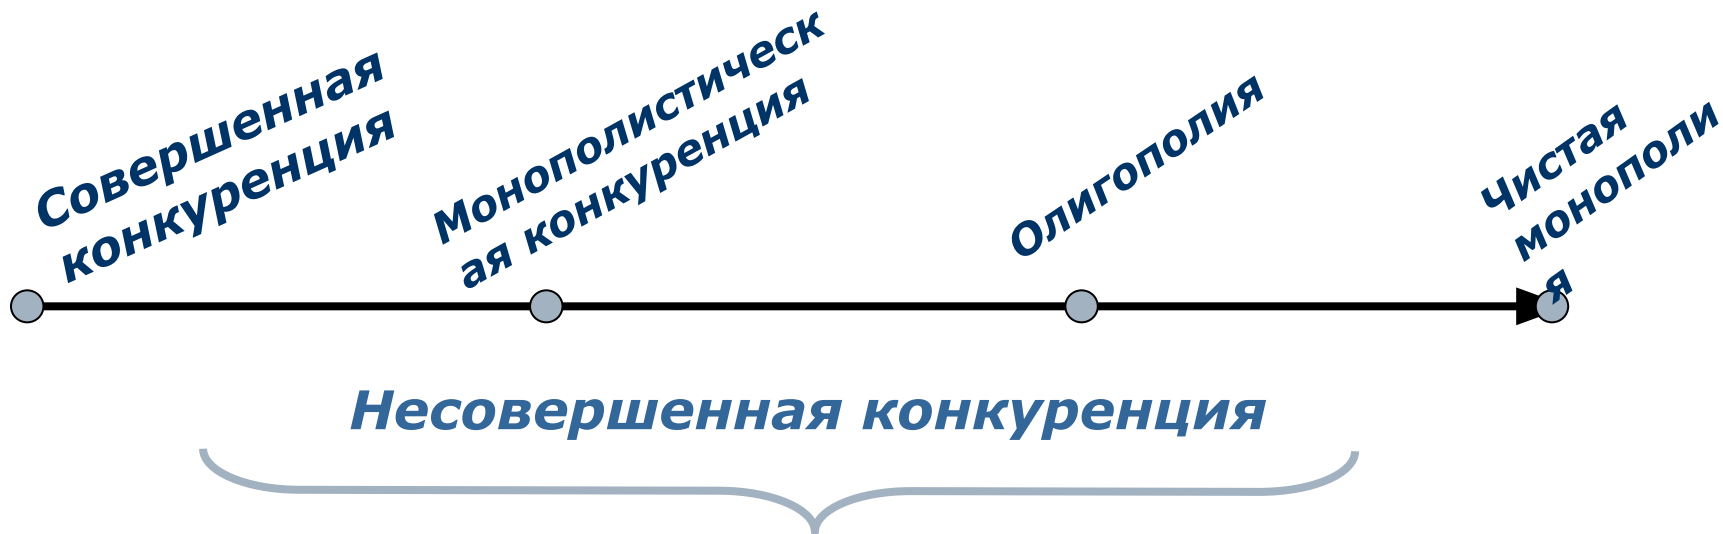 Совершенная
конкуренция
Монополистическ
ая конкуренция
Олигополия
Чистая
монополи
я
Несовершенная конкуренция